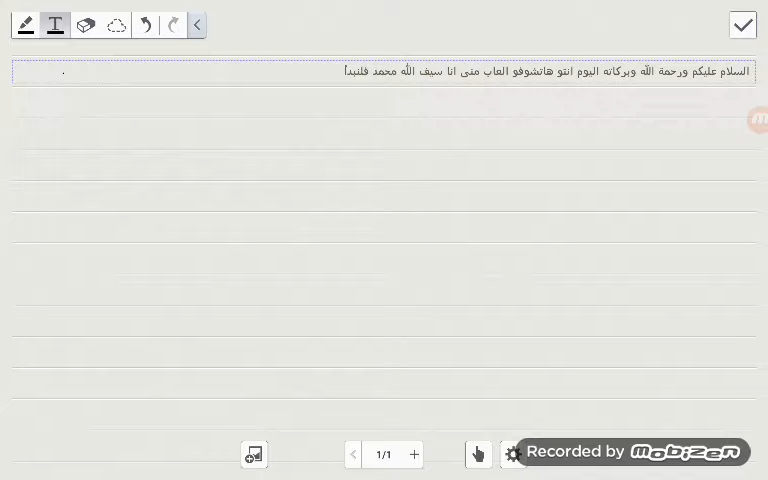 السلام عليكم ورحمة الله وبركاته اليوم انتو هاتشوفو العاب منى انا سيف الله محمد فلنبدأ
.
1/1
Recorded by mobizen